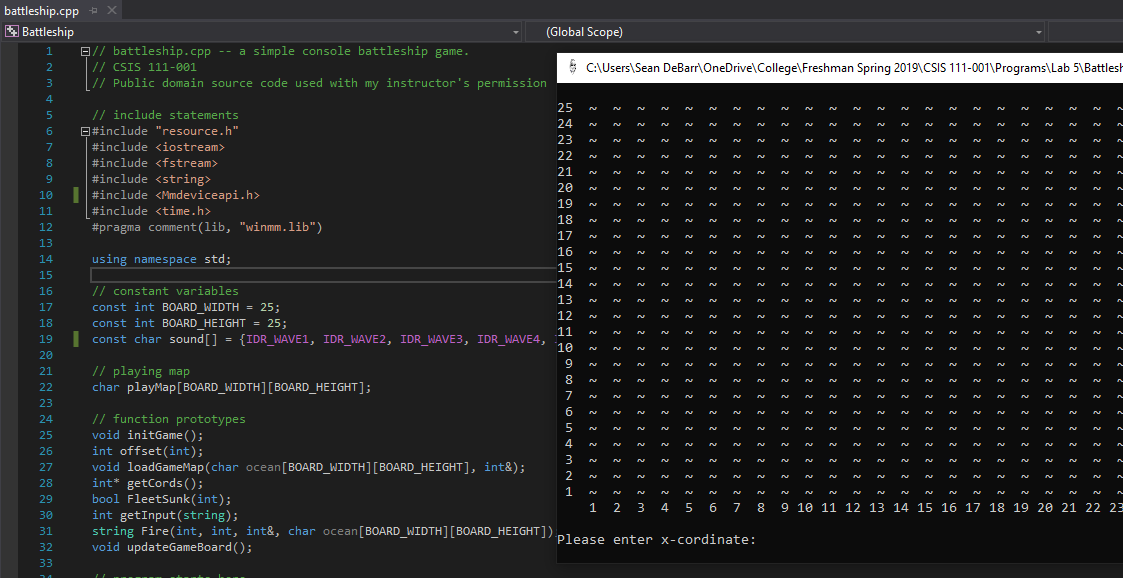 battleship.cpp
Battleship
(Global Scope)
1 // battleship.cpp -- a simple console battleship game.
2 // CSIS 111-001
3 // Public domain source code used with my instructor's permission
4
5 // include statements
6 #include "resource.h"
7 #include <iostream>
8 #include <fstream>
9 #include <string>
10 #include <Mmdeviceapi.h>
11 #include <time.h>
12 #pragma comment(lib, "winmm.lib")
13
14 using namespace std;
15
16 // constant variables
17 const int BOARD_WIDTH = 25;
18 const int BOARD_HEIGHT = 25;
19 const char sound[] = {IDR_WAVE1, IDR_WAVE2, IDR_WAVE3, IDR_WAVE4,
20
21 // playing map
22 char playMap[BOARD_WIDTH][BOARD_HEIGHT];
23
24 // function prototypes
25 void initGame();
26 int offset(int);
27 void loadGameMap(char ocean[BOARD_WIDTH][BOARD_HEIGHT], int&);
28 int* getCords();
29 bool FleetSunk(int);
30 int getInput(string);
31 string Fire(int, int, int&, char ocean[BOARD_WIDTH][BOARD_HEIGHT])
32 void updateGameBoard();
33
C:\Users\Sean DeBarr\OneDrive\College\Freshman Spring 2019\CSIS 111-001\Programs\Lab 5\Battlesh
25 ~ ~ ~ ~ ~ ~ ~ ~ ~ ~ ~ ~ ~ ~ ~ ~ ~ ~ ~ ~ ~ ~ ~
24 ~ ~ ~ ~ ~ ~ ~ ~ ~ ~ ~ ~ ~ ~ ~ ~ ~ ~ ~ ~ ~ ~ ~
23 ~ ~ ~ ~ ~ ~ ~ ~ ~ ~ ~ ~ ~ ~ ~ ~ ~ ~ ~ ~ ~ ~ ~
22 ~ ~ ~ ~ ~ ~ ~ ~ ~ ~ ~ ~ ~ ~ ~ ~ ~ ~ ~ ~ ~ ~ ~
21 ~ ~ ~ ~ ~ ~ ~ ~ ~ ~ ~ ~ ~ ~ ~ ~ ~ ~ ~ ~ ~ ~ ~
20 ~ ~ ~ ~ ~ ~ ~ ~ ~ ~ ~ ~ ~ ~ ~ ~ ~ ~ ~ ~ ~ ~ ~
19 ~ ~ ~ ~ ~ ~ ~ ~ ~ ~ ~ ~ ~ ~ ~ ~ ~ ~ ~ ~ ~ ~ ~
18 ~ ~ ~ ~ ~ ~ ~ ~ ~ ~ ~ ~ ~ ~ ~ ~ ~ ~ ~ ~ ~ ~ ~
17 ~ ~ ~ ~ ~ ~ ~ ~ ~ ~ ~ ~ ~ ~ ~ ~ ~ ~ ~ ~ ~ ~ ~
16 ~ ~ ~ ~ ~ ~ ~ ~ ~ ~ ~ ~ ~ ~ ~ ~ ~ ~ ~ ~ ~ ~ ~
15 ~ ~ ~ ~ ~ ~ ~ ~ ~ ~ ~ ~ ~ ~ ~ ~ ~ ~ ~ ~ ~ ~ ~
14 ~ ~ ~ ~ ~ ~ ~ ~ ~ ~ ~ ~ ~ ~ ~ ~ ~ ~ ~ ~ ~ ~ ~
13 ~ ~ ~ ~ ~ ~ ~ ~ ~ ~ ~ ~ ~ ~ ~ ~ ~ ~ ~ ~ ~ ~ ~
12 ~ ~ ~ ~ ~ ~ ~ ~ ~ ~ ~ ~ ~ ~ ~ ~ ~ ~ ~ ~ ~ ~ ~
11 ~ ~ ~ ~ ~ ~ ~ ~ ~ ~ ~ ~ ~ ~ ~ ~ ~ ~ ~ ~ ~ ~ ~
10 ~ ~ ~ ~ ~ ~ ~ ~ ~ ~ ~ ~ ~ ~ ~ ~ ~ ~ ~ ~ ~ ~ ~
9 ~ ~ ~ ~ ~ ~ ~ ~ ~ ~ ~ ~ ~ ~ ~ ~ ~ ~ ~ ~ ~ ~ ~
8 ~ ~ ~ ~ ~ ~ ~ ~ ~ ~ ~ ~ ~ ~ ~ ~ ~ ~ ~ ~ ~ ~ ~
7 ~ ~ ~ ~ ~ ~ ~ ~ ~ ~ ~ ~ ~ ~ ~ ~ ~ ~ ~ ~ ~ ~ ~
6 ~ ~ ~ ~ ~ ~ ~ ~ ~ ~ ~ ~ ~ ~ ~ ~ ~ ~ ~ ~ ~ ~ ~
5 ~ ~ ~ ~ ~ ~ ~ ~ ~ ~ ~ ~ ~ ~ ~ ~ ~ ~ ~ ~ ~ ~ ~
4 ~ ~ ~ ~ ~ ~ ~ ~ ~ ~ ~ ~ ~ ~ ~ ~ ~ ~ ~ ~ ~ ~ ~
3 ~ ~ ~ ~ ~ ~ ~ ~ ~ ~ ~ ~ ~ ~ ~ ~ ~ ~ ~ ~ ~ ~ ~
2 ~ ~ ~ ~ ~ ~ ~ ~ ~ ~ ~ ~ ~ ~ ~ ~ ~ ~ ~ ~ ~ ~ ~
1 ~ ~ ~ ~ ~ ~ ~ ~ ~ ~ ~ ~ ~ ~ ~ ~ ~ ~ ~ ~ ~ ~ ~
1 2 3 4 5 6 7 8 9 10 11 12 13 14 15 16 17 18 19 20 21 22 23
Please enter x-cordinate: